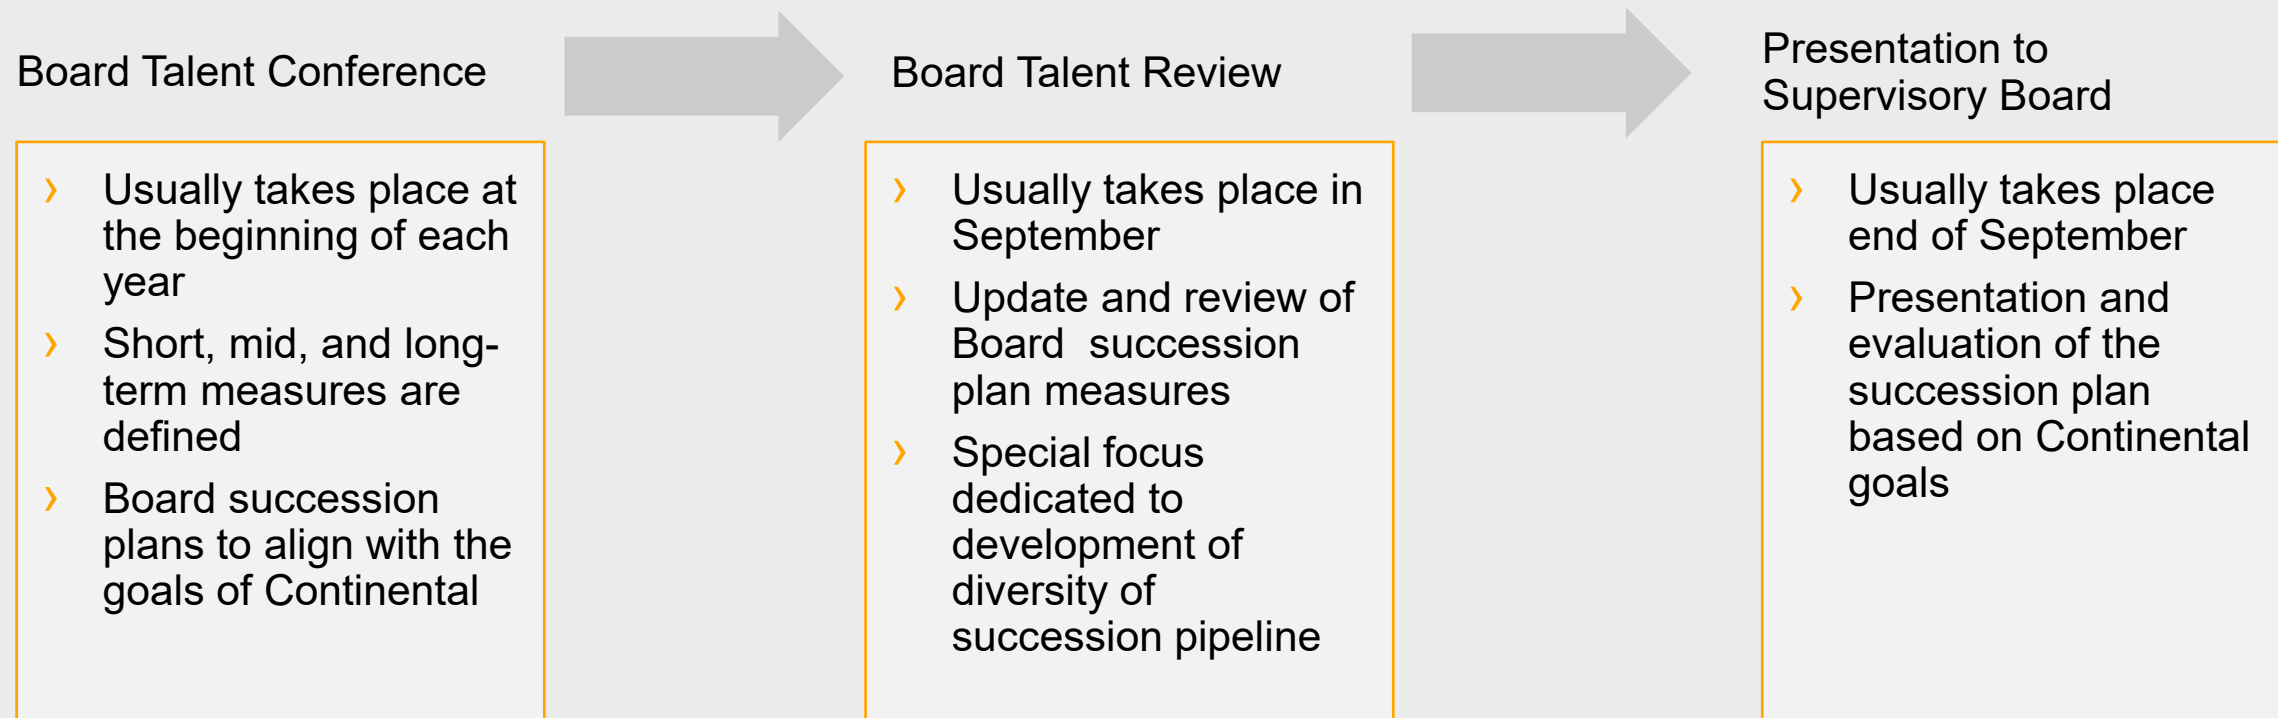 Board Talent Conference
› Usually takes place at
the beginning of each
year
› Short, mid, and long-
term measures are
defined
› Board succession
plans to align with the
goals of Continental
Board Talent Review
› Usually takes place in
September
› Update and review of
Board  succession
plan measures
› Special focus
dedicated to
development of
diversity of
succession pipeline
Presentation to
Supervisory Board
› Usually takes place
end of September
› Presentation and
evaluation of the
succession plan
based on Continental
goals